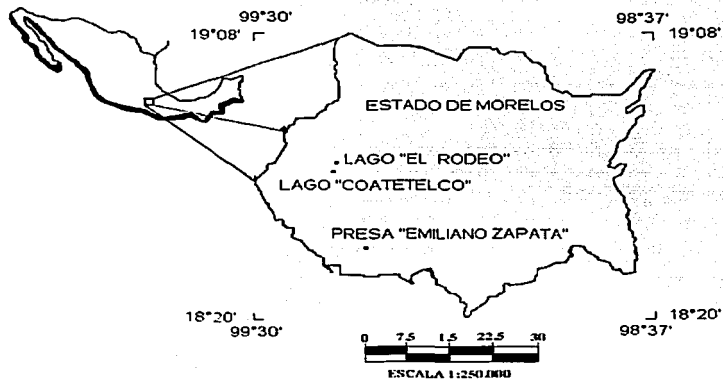 99°30' 98°37'
19°08' 19°08'
ESTADO DE MORELOS
LAGO "EL RODEO"
LAGO "COATETELCO"
PRESA "EMILIANO ZAPATA"
18°20' 18°20'
99°30' 98°37'
0 7.5 1.5 22.5 30
ESCALA 1:250.000